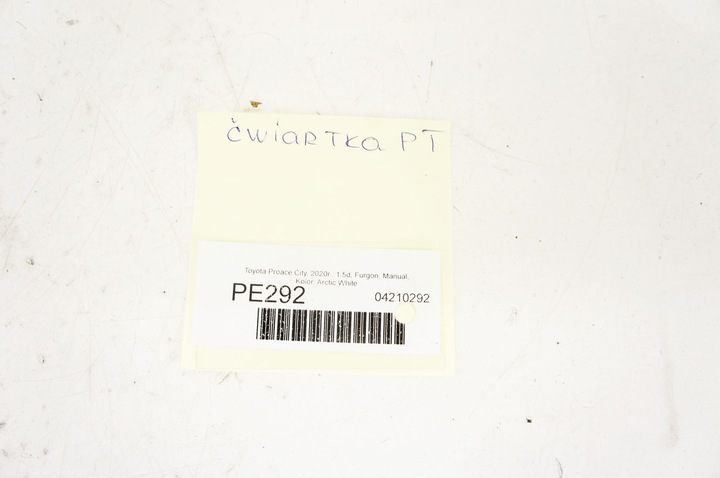 ćwiartka PT
Toyota Proace City, 2020r., 1.5d, Furgon, Manual,
Kolor: Arctic White
PE292 04210292